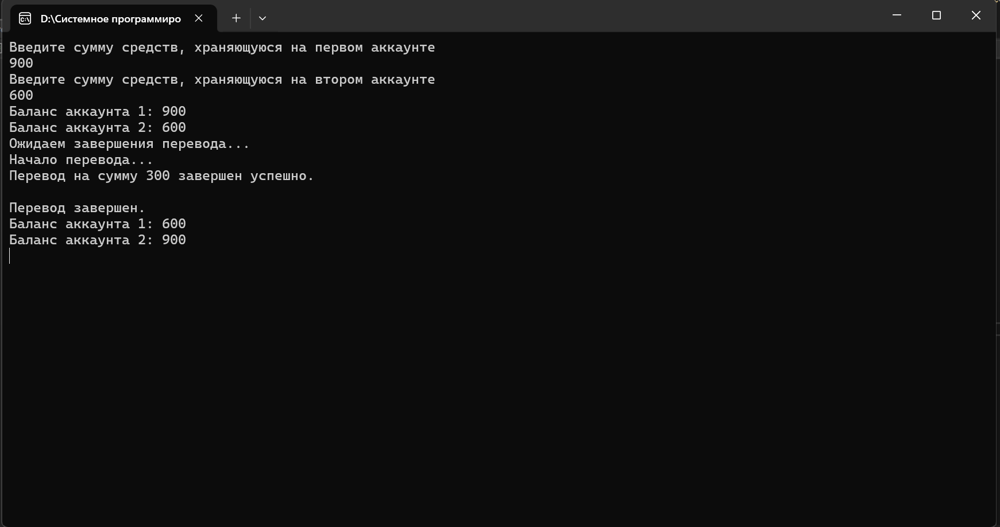 D:\Системное программиро
Введите сумму средств, храняющуюся на первом аккаунте
900
Введите сумму средств, храняющуюся на втором аккаунте
600
Баланс аккаунта 1: 900
Баланс аккаунта 2: 600
Ожидаем завершения перевода...
Начало перевода...
Перевод на сумму 300 завершен успешно.
Перевод завершен.
Баланс аккаунта 1: 600
Баланс аккаунта 2: 900